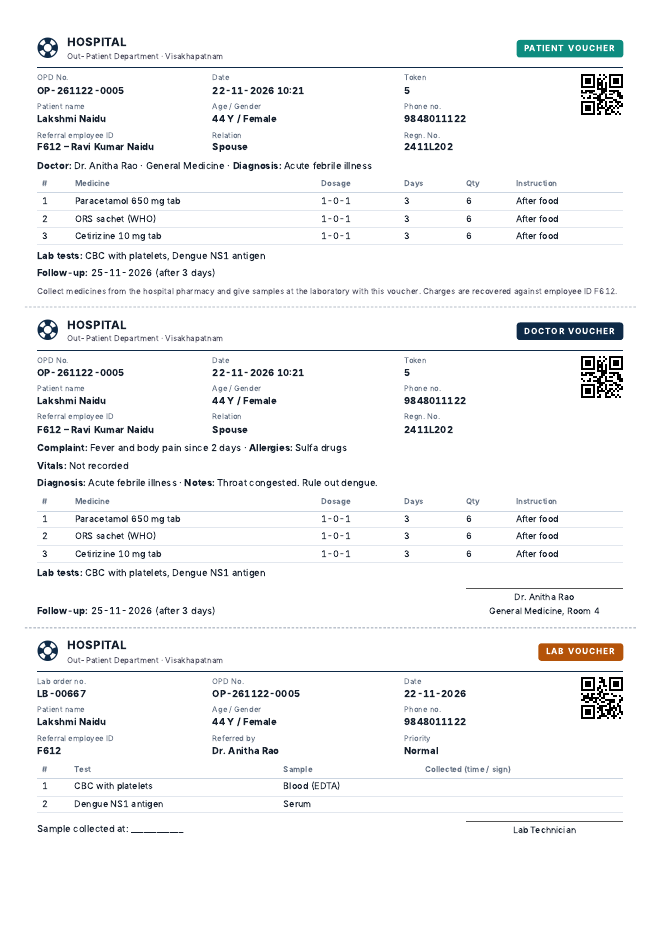 HOSPITAL
Out-Patient Department · Visakhapatnam
PATIENT VOUCHER
OPD No. Date Token
OP-261122-0005 22-11-2026 10:21 5
Patient name Age / Gender Phone no.
Lakshmi Naidu 44 Y / Female 9848011122
Referral employee ID Relation Regn. No.
F612 – Ravi Kumar Naidu Spouse 2411L202
Doctor: Dr. Anitha Rao · General Medicine · Diagnosis: Acute febrile illness
# Medicine Dosage Days Qty Instruction
1 Paracetamol 650 mg tab 1-0-1 3 6 After food
2 ORS sachet (WHO) 1-0-1 3 6 After food
3 Cetirizine 10 mg tab 1-0-1 3 6 After food
Lab tests: CBC with platelets, Dengue NS1 antigen
Follow-up: 25-11-2026 (after 3 days)
Collect medicines from the hospital pharmacy and give samples at the laboratory with this voucher. Charges are recovered against employee ID F612.
HOSPITAL
Out-Patient Department · Visakhapatnam
DOCTOR VOUCHER
OPD No. Date Token
OP-261122-0005 22-11-2026 10:21 5
Patient name Age / Gender Phone no.
Lakshmi Naidu 44 Y / Female 9848011122
Referral employee ID Relation Regn. No.
F612 – Ravi Kumar Naidu Spouse 2411L202
Complaint: Fever and body pain since 2 days · Allergies: Sulfa drugs
Vitals: Not recorded
Diagnosis: Acute febrile illness · Notes: Throat congested. Rule out dengue.
# Medicine Dosage Days Qty Instruction
1 Paracetamol 650 mg tab 1-0-1 3 6 After food
2 ORS sachet (WHO) 1-0-1 3 6 After food
3 Cetirizine 10 mg tab 1-0-1 3 6 After food
Lab tests: CBC with platelets, Dengue NS1 antigen
Dr. Anitha Rao
Follow-up: 25-11-2026 (after 3 days) General Medicine, Room 4
HOSPITAL
Out-Patient Department · Visakhapatnam
LAB VOUCHER
Lab order no. OPD No. Date
LB-00667 OP-261122-0005 22-11-2026
Patient name Age / Gender Phone no.
Lakshmi Naidu 44 Y / Female 9848011122
Referral employee ID Referred by Priority
F612 Dr. Anitha Rao Normal
# Test Sample Collected (time / sign)
1 CBC with platelets Blood (EDTA)
2 Dengue NS1 antigen Serum
Sample collected at: ___________
Lab Technician